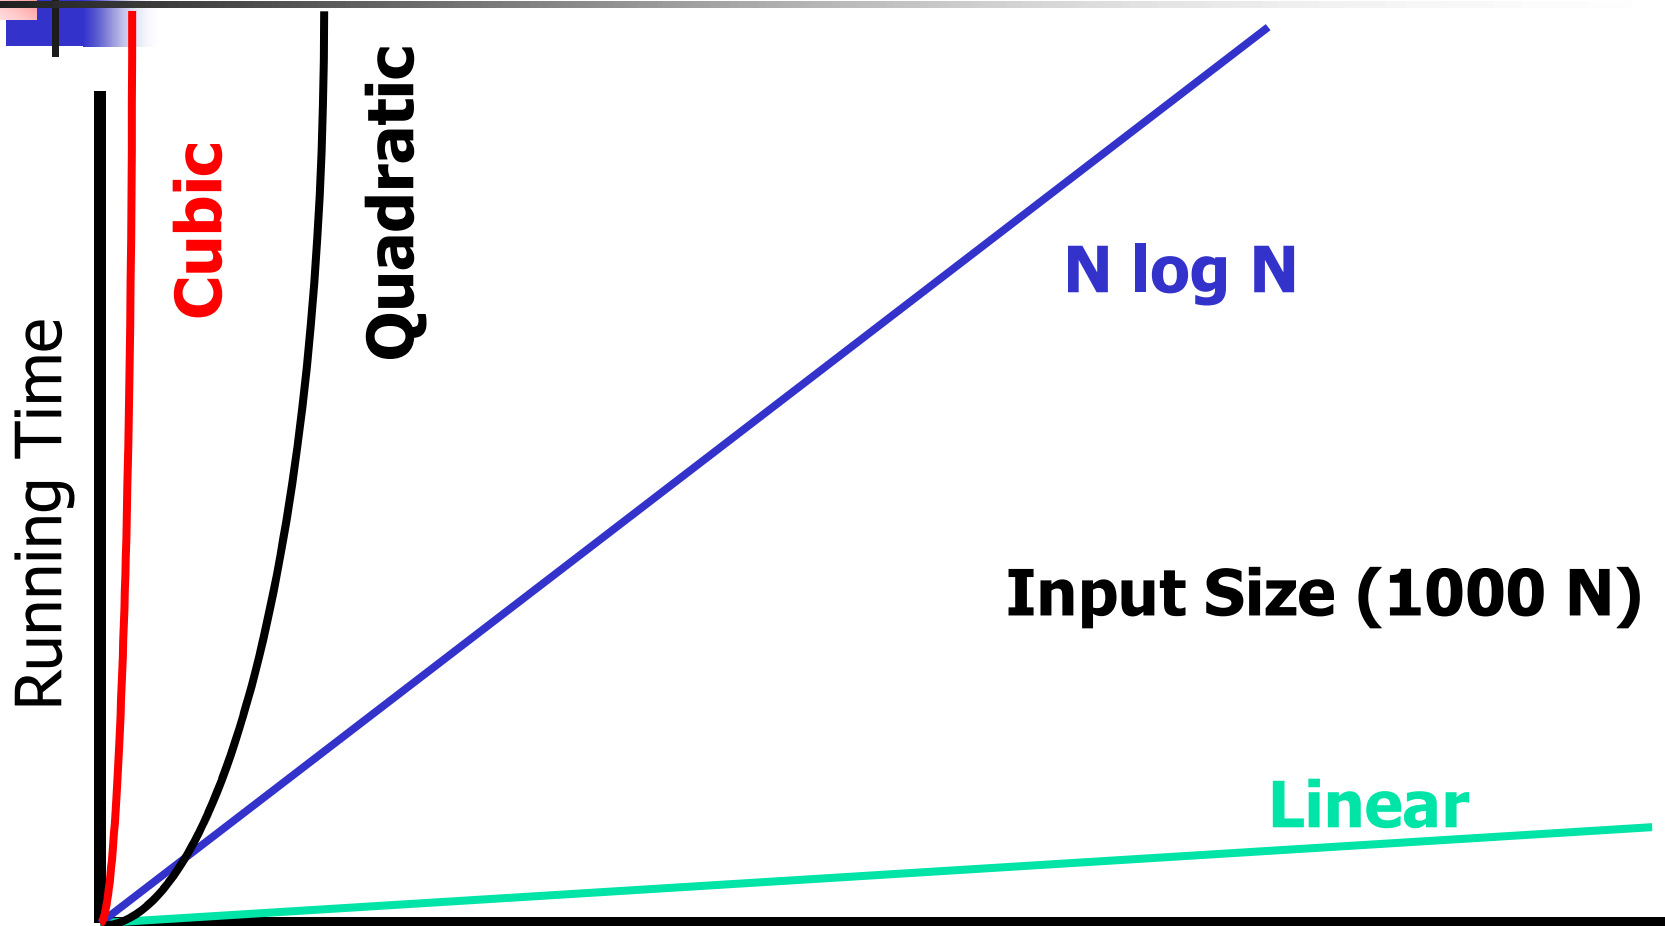 Running Time
Cubic
Quadratic
N log N
Input Size (1000 N)
Linear